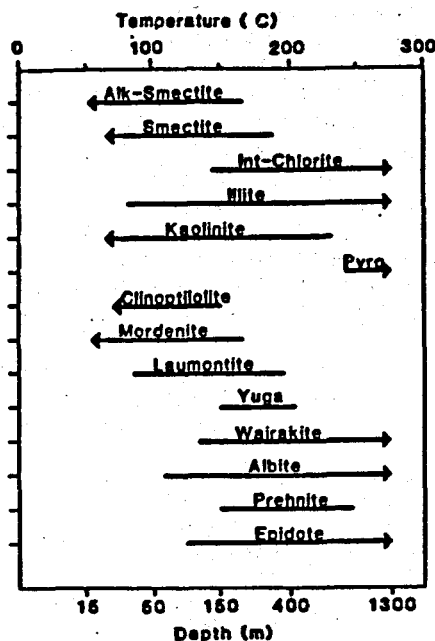 Temperature ( C)
0 100 200 300
Alk-Smectite
Smectite
Int-Chlorite
Illite
Kaolinite
Pyro
Clinoptilolite
Mordenite
Laumontite
Yuga
Wairakite
Albite
Prehnite
Epidote
15 50 150 400 1300
Depth (m)